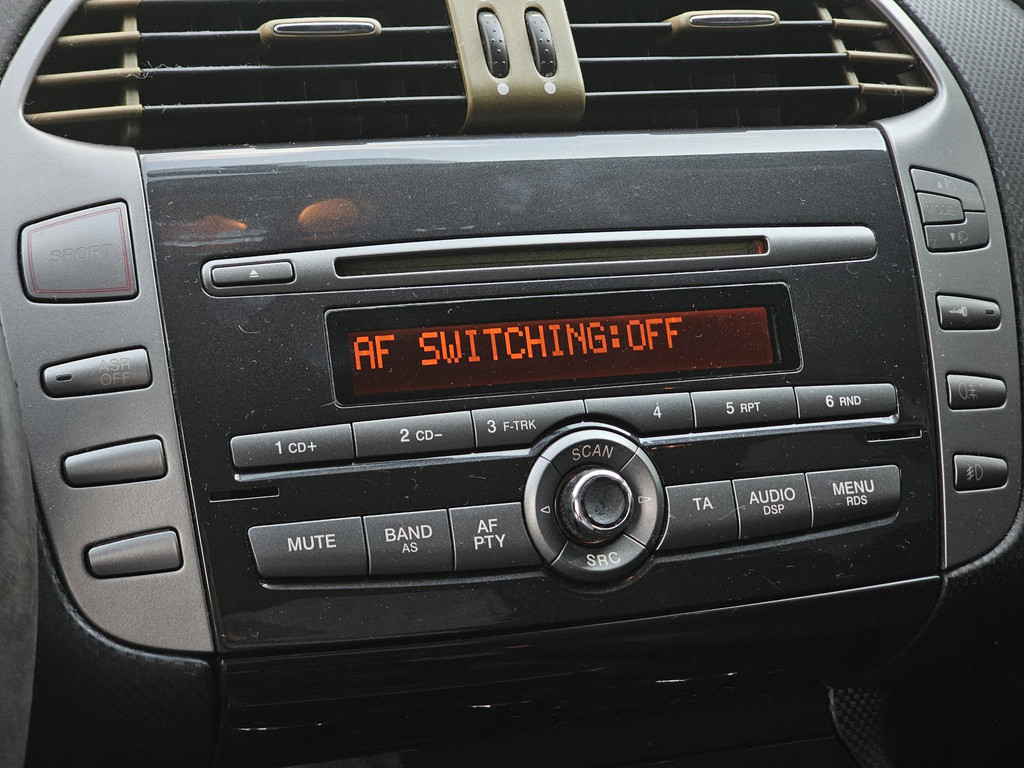 SPORT
MODE
ASR
OFF
AF SWITCHING:OFF
1 CD+
2 CD-
3 F-TRK
4
5 RPT
6 RND
SCAN
MUTE
BAND
AS
AF
PTY
SRC
TA
AUDIO
DSP
MENU
RDS